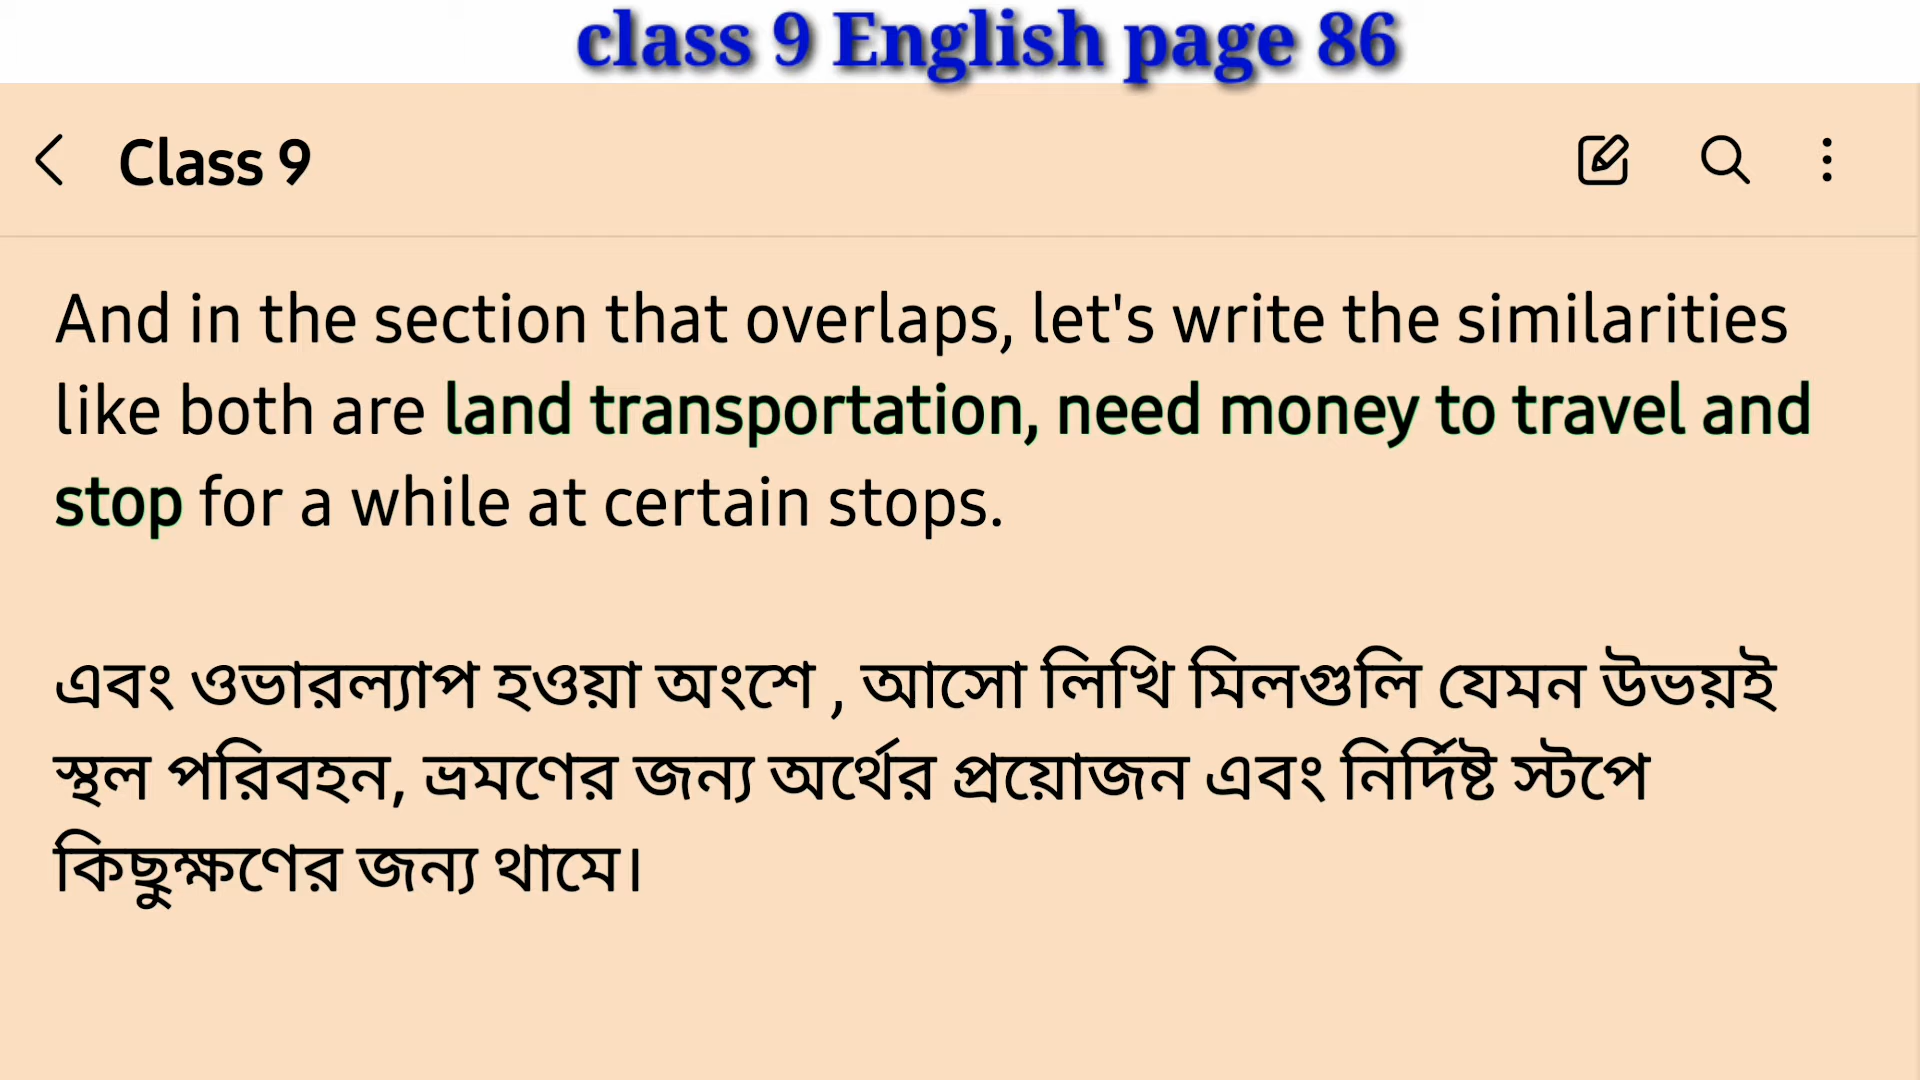 class 9 English page 86
Class 9
And in the section that overlaps, let's write the similarities
like both are land transportation, need money to travel and
stop for a while at certain stops.
এবং ওভারল্যাপ হওয়া অংশে , আসো লিখি মিলগুলি যেমন উভয়ই
স্থল পরিবহন, ভ্রমণের জন্য অর্থের প্রয়োজন এবং নির্দিষ্ট স্টপে
কিছুক্ষণের জন্য থামে।